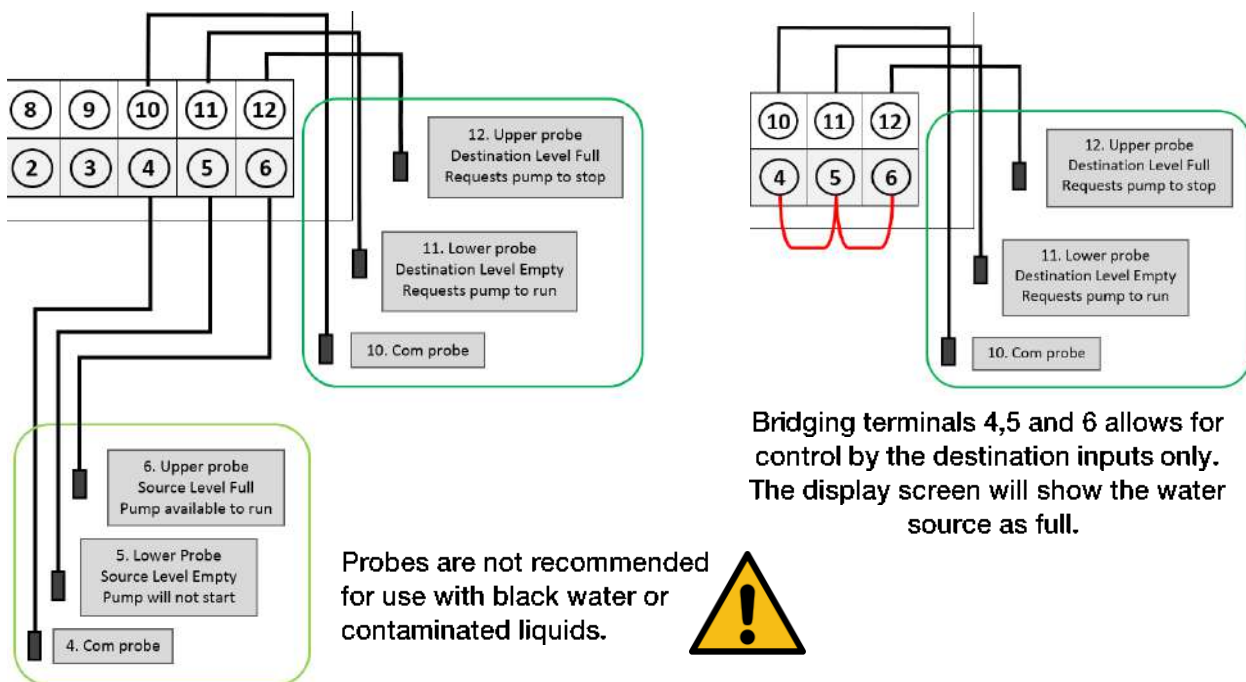 8 9 10 11 12
2 3 4 5 6
12. Upper probe
Destination Level Full
Requests pump to stop
11. Lower probe
Destination Level Empty
Requests pump to run
10. Com probe
6. Upper probe
Source Level Full
Pump available to run
5. Lower Probe
Source Level Empty
Pump will not start
4. Com probe
Probes are not recommended
for use with black water or
contaminated liquids.
!
10 11 12
4 5 6
12. Upper probe
Destination Level Full
Requests pump to stop
11. Lower probe
Destination Level Empty
Requests pump to run
10. Com probe
Bridging terminals 4,5 and 6 allows for
control by the destination inputs only.
The display screen will show the water
source as full.